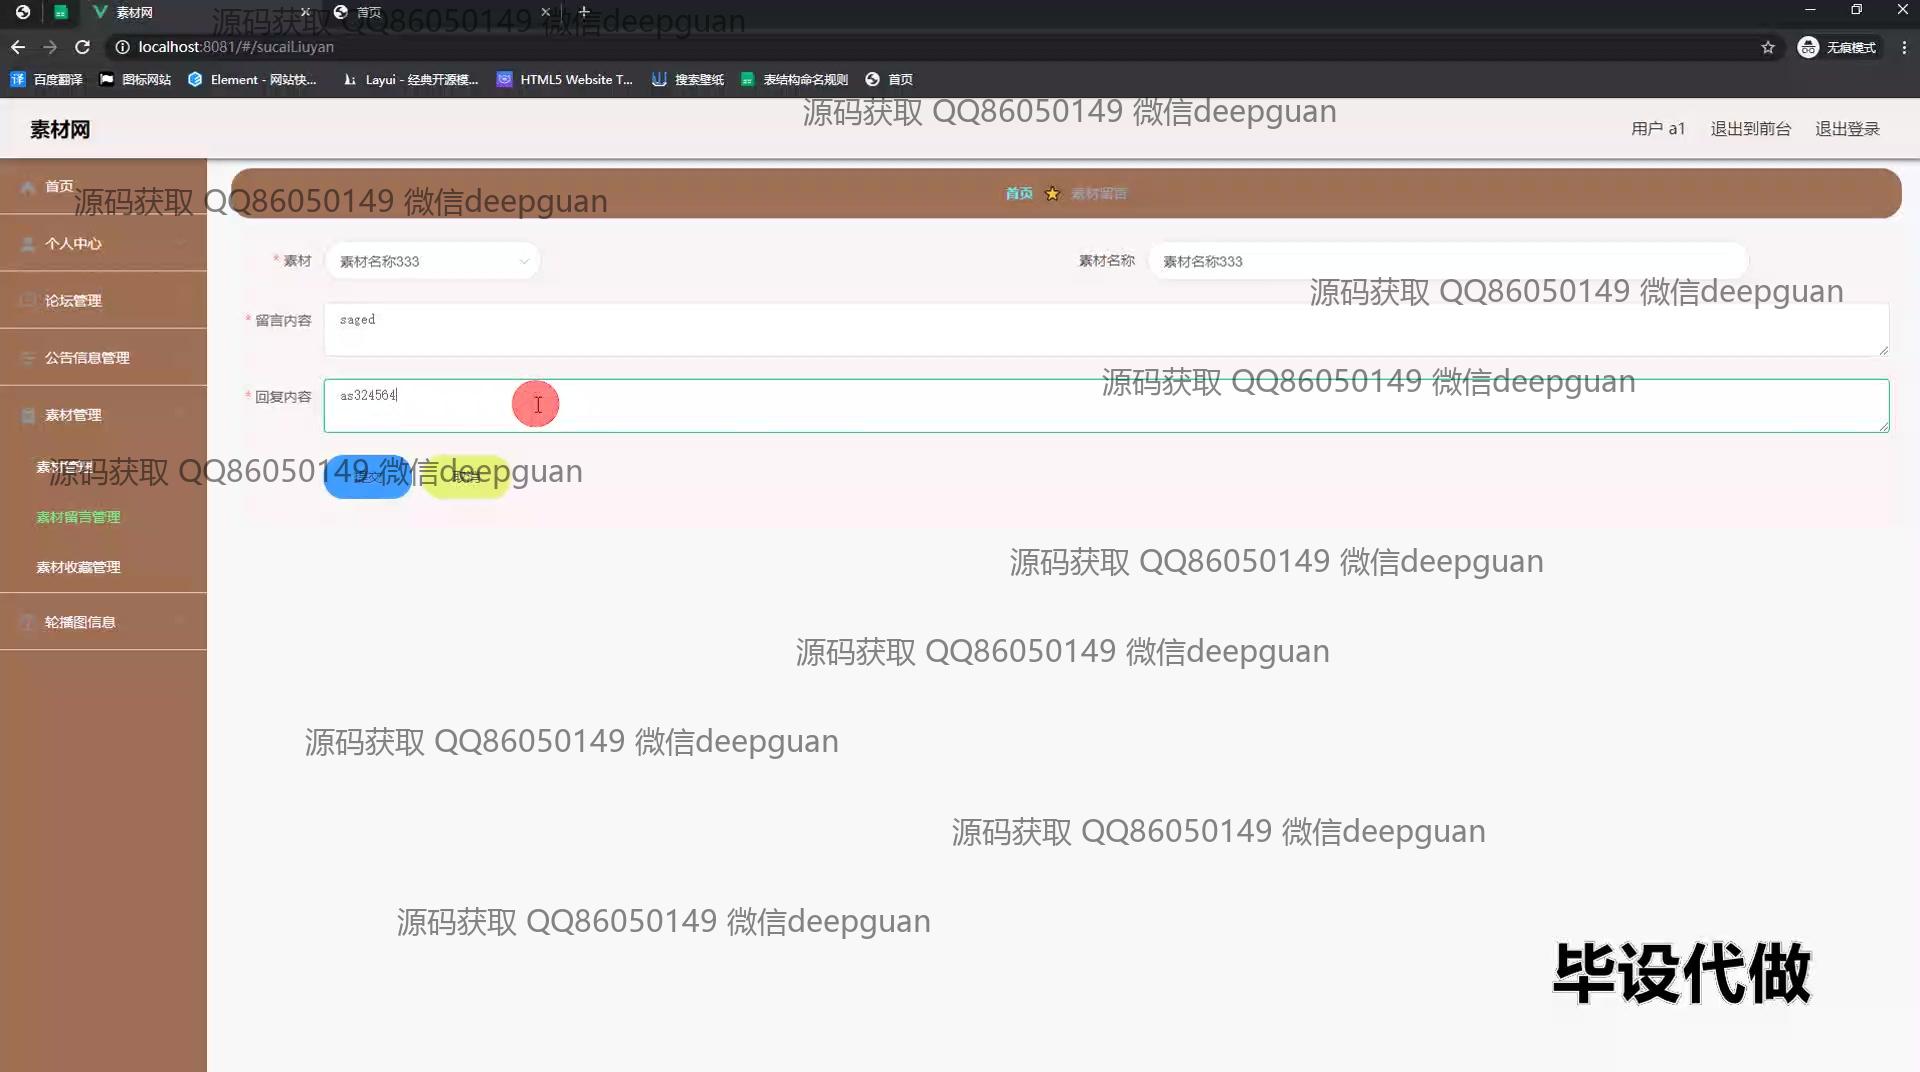 素材网
首页
源码获取 QQ86050149 微信deepguan
localhost:8081/#/sucaiLiuyan
无痕模式
百度翻译
图标网站
Element - 网站快...
Layui - 经典开源模...
HTML5 Website T...
搜索壁纸
表结构命名规则
首页
源码获取 QQ86050149 微信deepguan
素材网
用户 a1
退出到前台
退出登录
首页
源码获取 QQ86050149 微信deepguan
首页
素材留言
个人中心
* 素材
素材名称333
素材名称
素材名称333
源码获取 QQ86050149 微信deepguan
论坛管理
* 留言内容
saged
公告信息管理
源码获取 QQ86050149 微信deepguan
* 回复内容
as324564
素材管理
素材管理
源码获取 QQ86050149 微信deepguan
提交
取消
素材留言管理
素材收藏管理
源码获取 QQ86050149 微信deepguan
轮播图信息
源码获取 QQ86050149 微信deepguan
源码获取 QQ86050149 微信deepguan
源码获取 QQ86050149 微信deepguan
源码获取 QQ86050149 微信deepguan
毕设代做